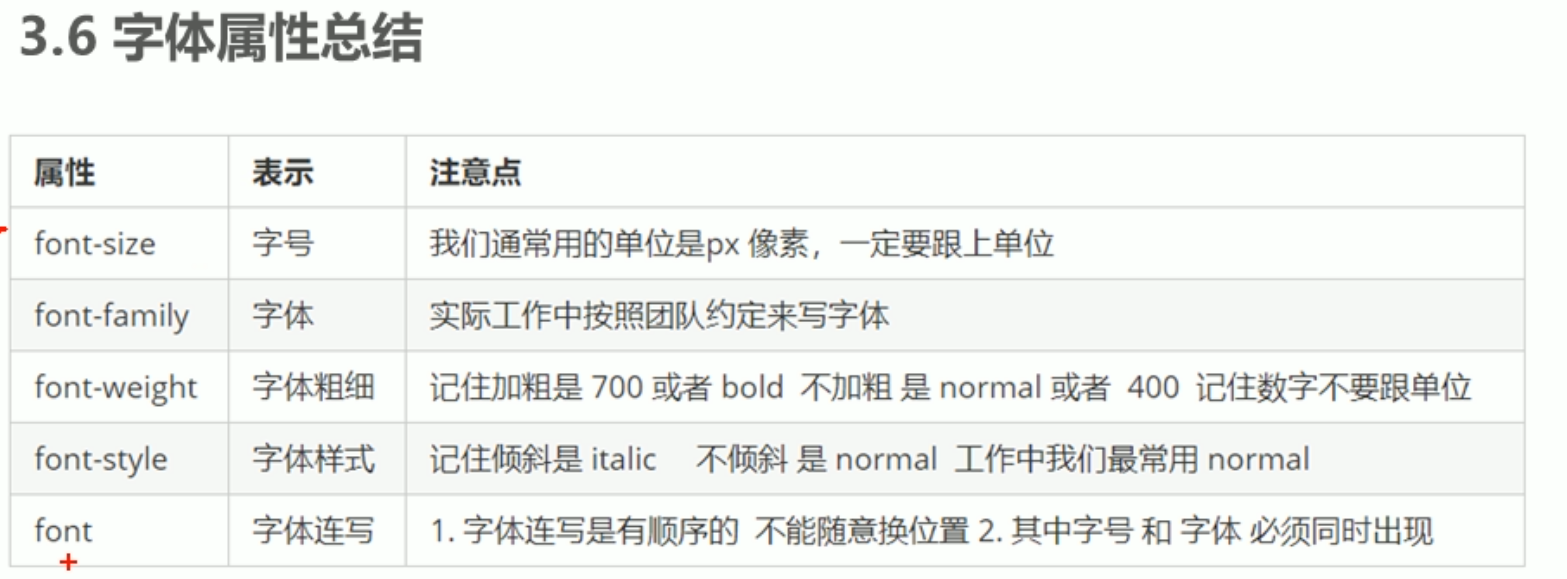 3.6 字体属性总结
属性 表示 注意点
font-size 字号 我们通常用的单位是px 像素，一定要跟上单位
font-family 字体 实际工作中按照团队约定来写字体
font-weight 字体粗细 记住加粗是 700 或者 bold 不加粗 是 normal 或者 400 记住数字不要跟单位
font-style 字体样式 记住倾斜是 italic 不倾斜 是 normal 工作中我们最常用 normal
font 字体连写 1. 字体连写是有顺序的 不能随意换位置 2. 其中字号 和 字体 必须同时出现